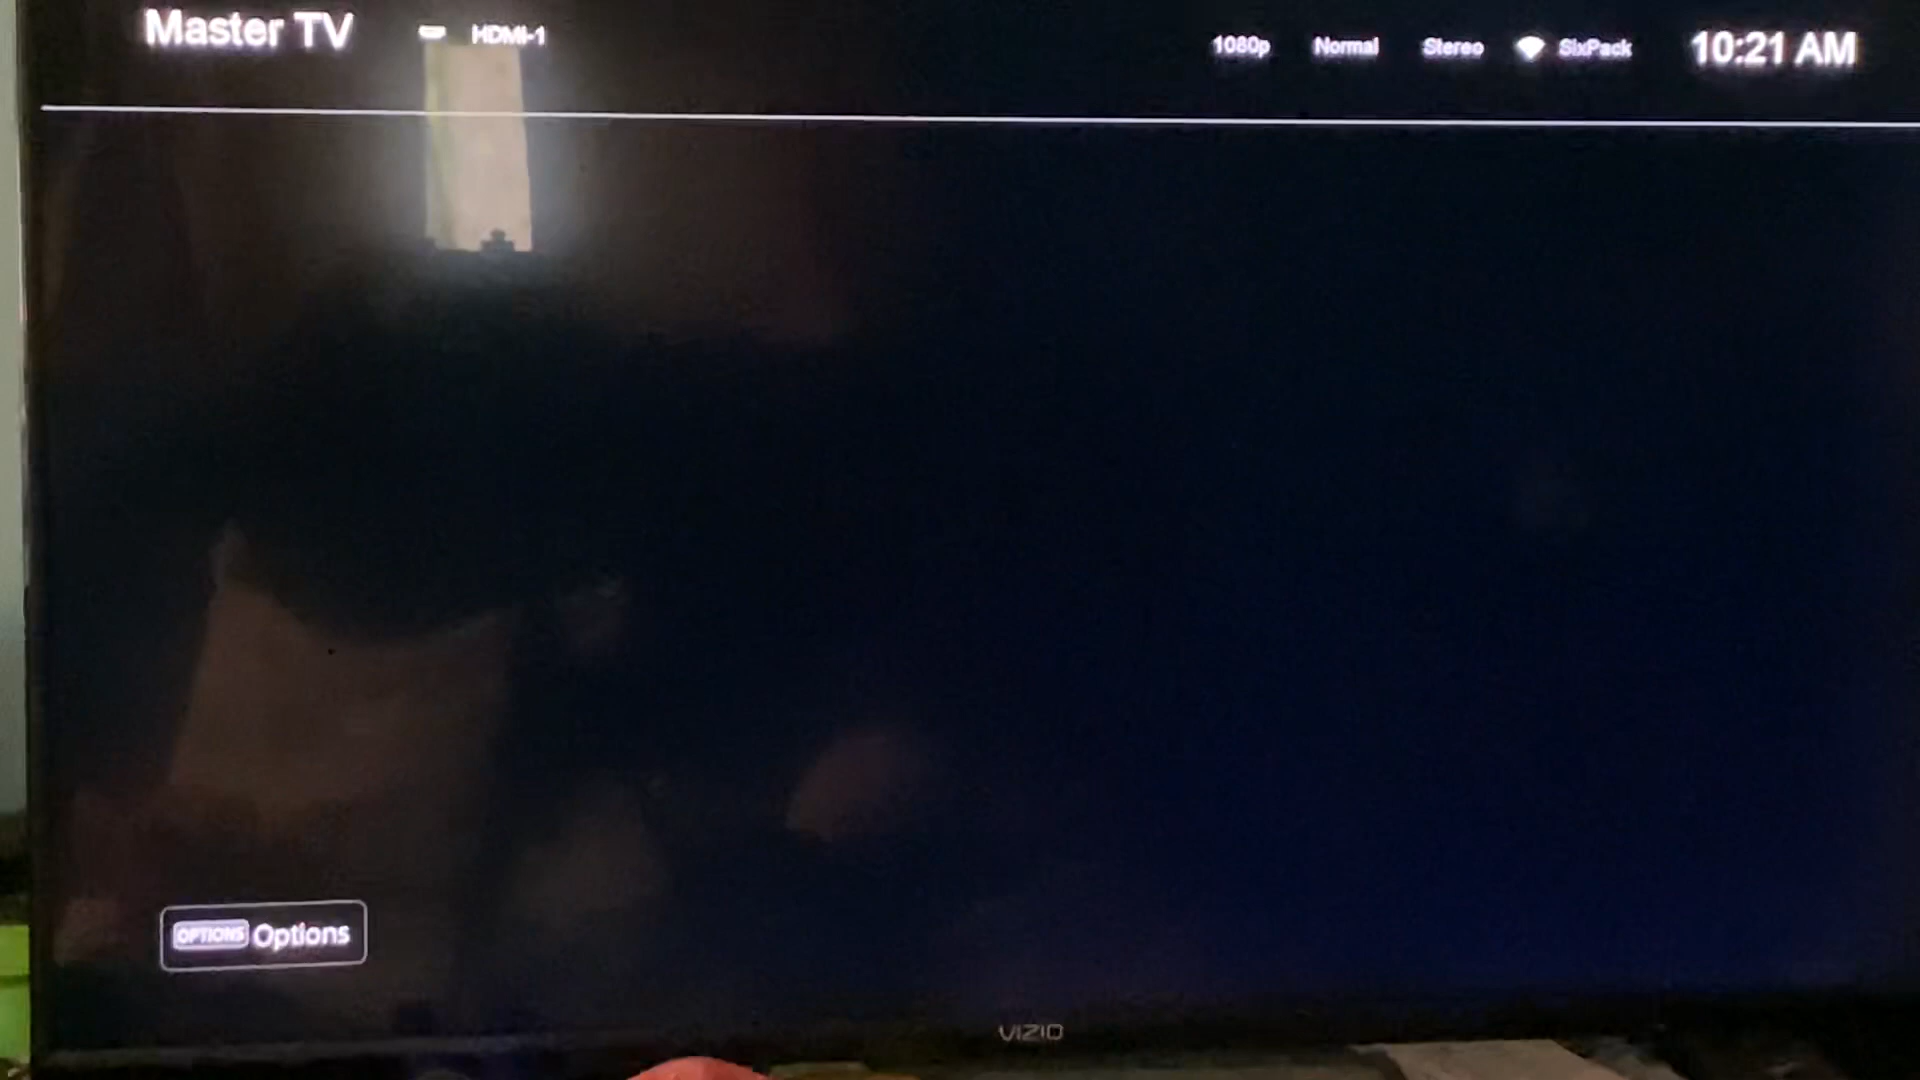 Master TV
HDMI-1
1080p
Normal
Stereo
SixPack
10:21 AM
OPTIONS Options
VIZIO